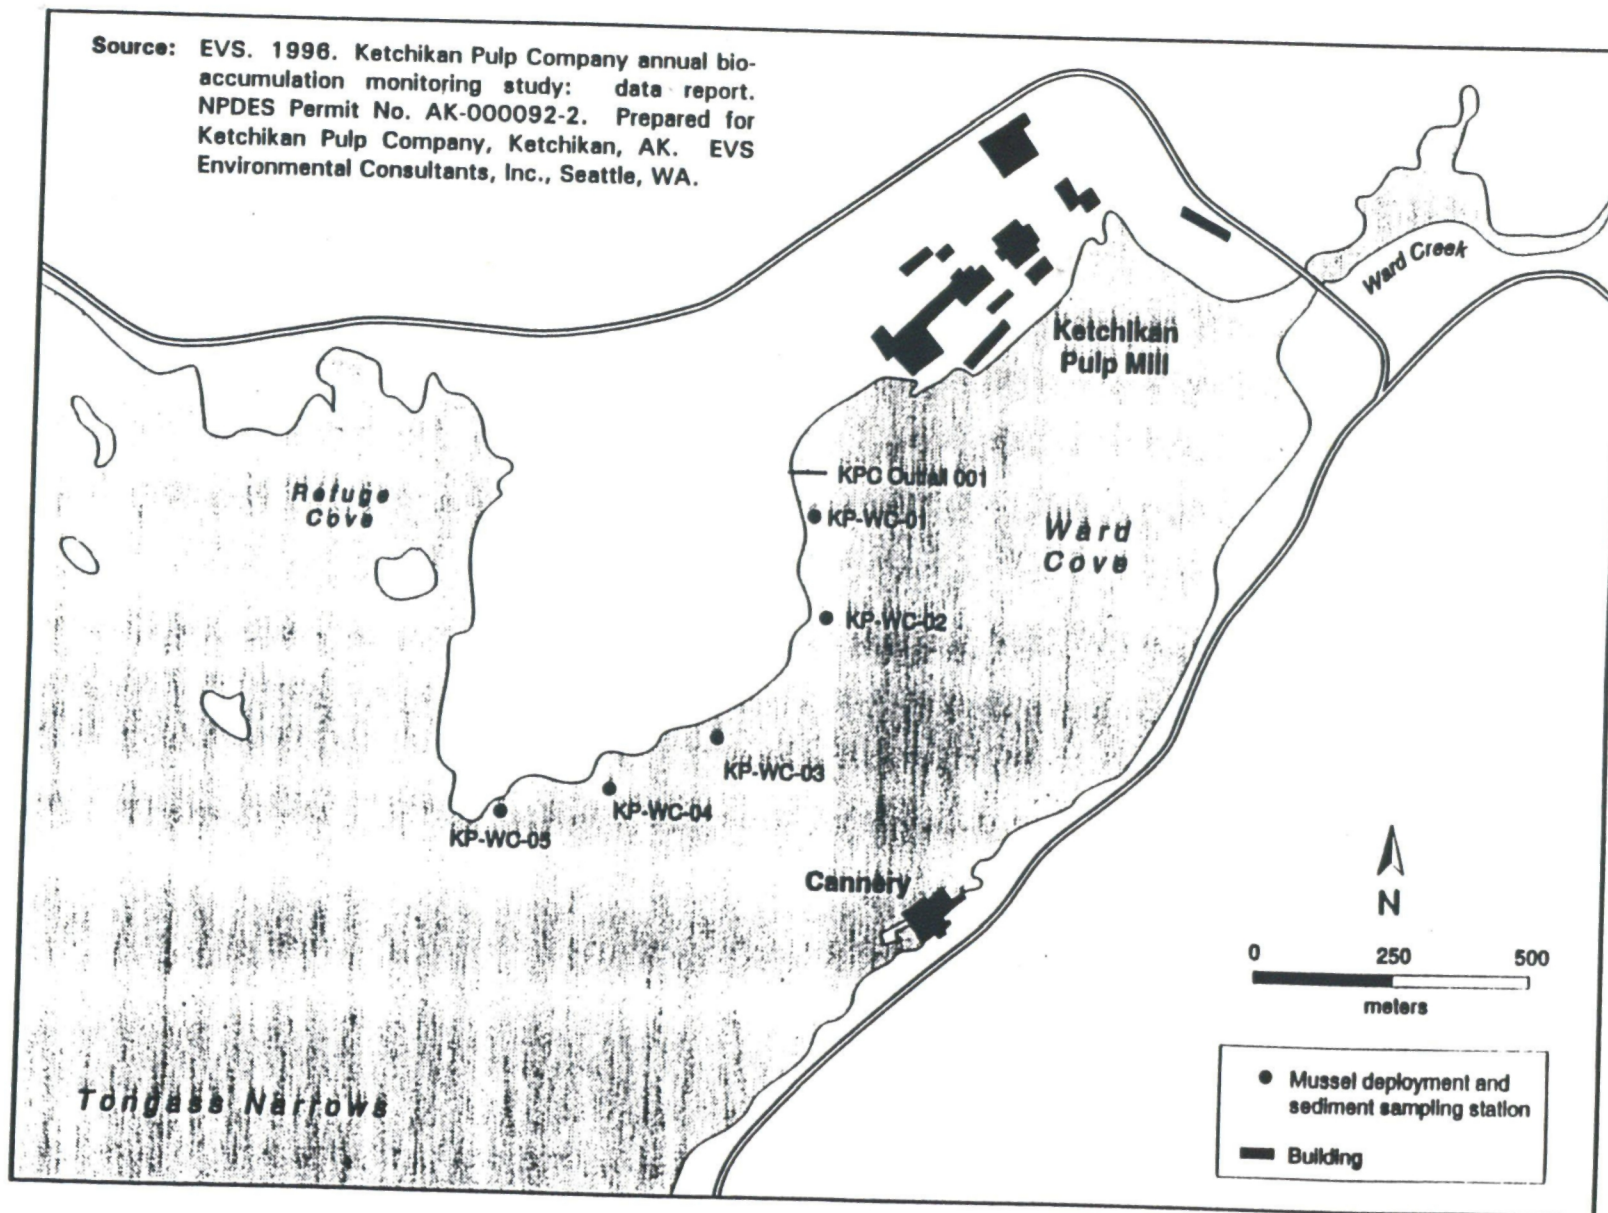 Source: EVS. 1996. Ketchikan Pulp Company annual bio-
accumulation monitoring study: data report.
NPDES Permit No. AK-000092-2. Prepared for
Ketchikan Pulp Company, Ketchikan, AK. EVS
Environmental Consultants, Inc., Seattle, WA.
Ward Creek
Ketchikan
Pulp Mill
Refuge
Cove
KPC Outfall 001
KP-WC-01
Ward
Cove
KP-WC-02
KP-WC-03
KP-WC-04
KP-WC-05
Cannery
N
0 250 500
meters
Tongass Narrows
Mussel deployment and
sediment sampling station
Building